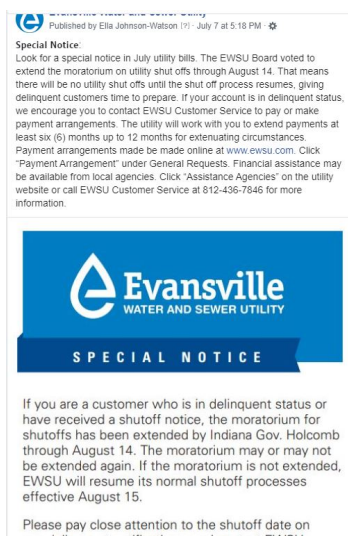 Evansville Water and Sewer Utility
Published by Ella Johnson-Watson [?] · July 7 at 5:18 PM ·
Special Notice:
Look for a special notice in July utility bills. The EWSU Board voted to
extend the moratorium on utility shut offs through August 14. That means
there will be no utility shut offs until the shut off process resumes, giving
delinquent customers time to prepare. If your account is in delinquent status,
we encourage you to contact EWSU Customer Service to pay or make
payment arrangements. The utility will work with you to extend payments at
least six (6) months up to 12 months for extenuating circumstances.
Payment arrangements made be made online at www.ewsu.com. Click
"Payment Arrangement" under General Requests. Financial assistance may
be available from local agencies. Click "Assistance Agencies" on the utility
website or call EWSU Customer Service at 812-436-7846 for more
information.
Evansville
WATER AND SEWER UTILITY
SPECIAL NOTICE
If you are a customer who is in delinquent status or
have received a shutoff notice, the moratorium for
shutoffs has been extended by Indiana Gov. Holcomb
through August 14. The moratorium may or may not
be extended again. If the moratorium is not extended,
EWSU will resume its normal shutoff processes
effective August 15.
Please pay close attention to the shutoff date on